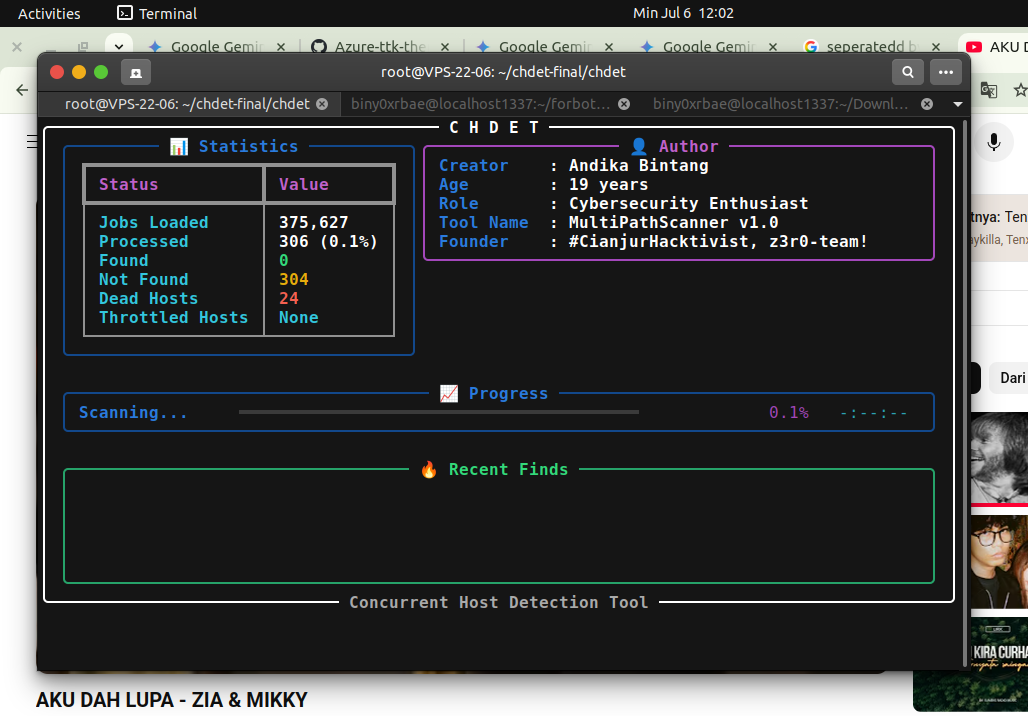 Activities Terminal Min Jul 6 12:02
Google Gemin Azure-ttk-the Google Gemin Google Gemin seperatedd b AKU D
root@VPS-22-06: ~/chdet-final/chdet
root@VPS-22-06: ~/chdet-final/chdet biny0xrbae@localhost1337:~/forbot… biny0xrbae@localhost1337:~/Downl…
C H D E T
📊 Statistics
Status Value
Jobs Loaded 375,627
Processed 306 (0.1%)
Found 0
Not Found 304
Dead Hosts 24
Throttled Hosts None
👤 Author
Creator : Andika Bintang
Age : 19 years
Role : Cybersecurity Enthusiast
Tool Name : MultiPathScanner v1.0
Founder : #CianjurHacktivist, z3r0-team!
📈 Progress
Scanning... 0.1% -:--:--
🔥 Recent Finds
Concurrent Host Detection Tool
tnya: Ten
aykilla, Tenx
Dari
KIRA CURHA
AKU DAH LUPA - ZIA & MIKKY